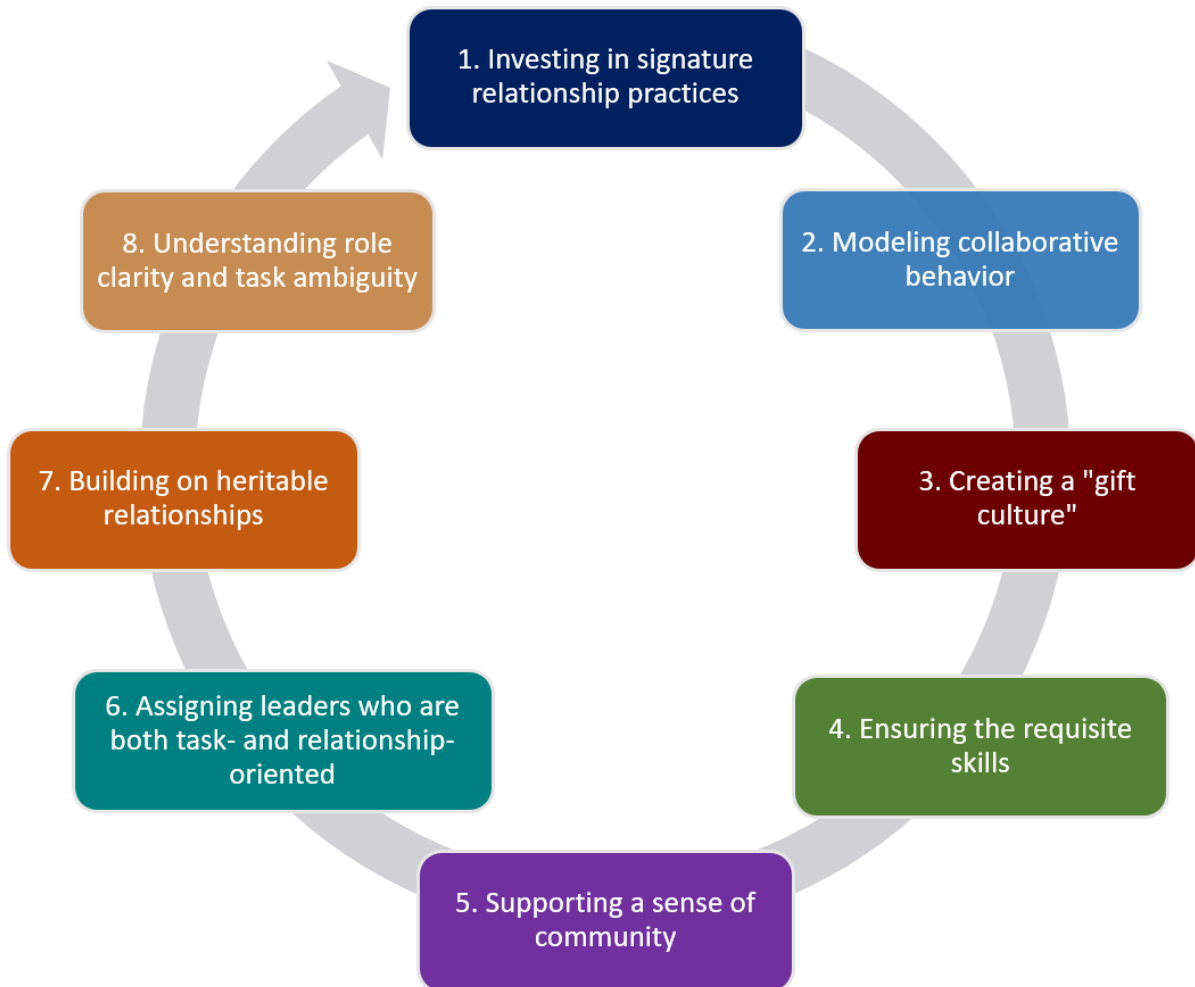 1. Investing in signature
relationship practices
2. Modeling collaborative
behavior
3. Creating a "gift
culture"
4. Ensuring the requisite
skills
5. Supporting a sense of
community
6. Assigning leaders who are
both task- and relationship-
oriented
7. Building on heritable
relationships
8. Understanding role
clarity and task ambiguity